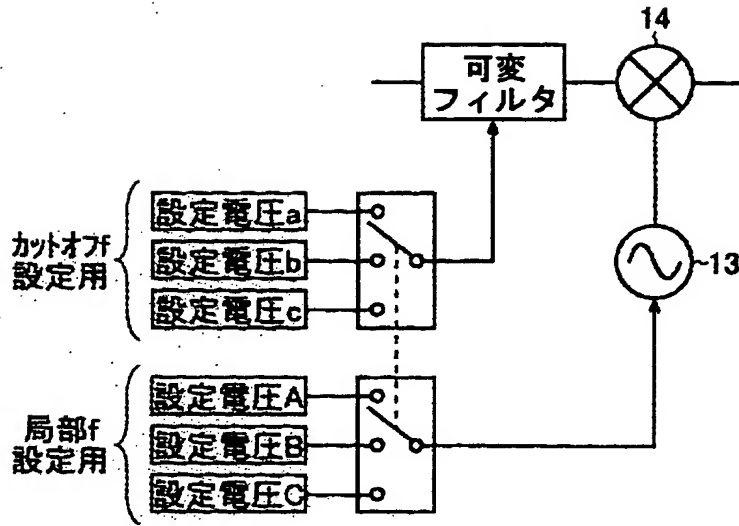 14
可変
フィルタ
設定電圧a
設定電圧b
設定電圧c
カットオフf
設定用
13
設定電圧A
設定電圧B
設定電圧C
局部f
設定用